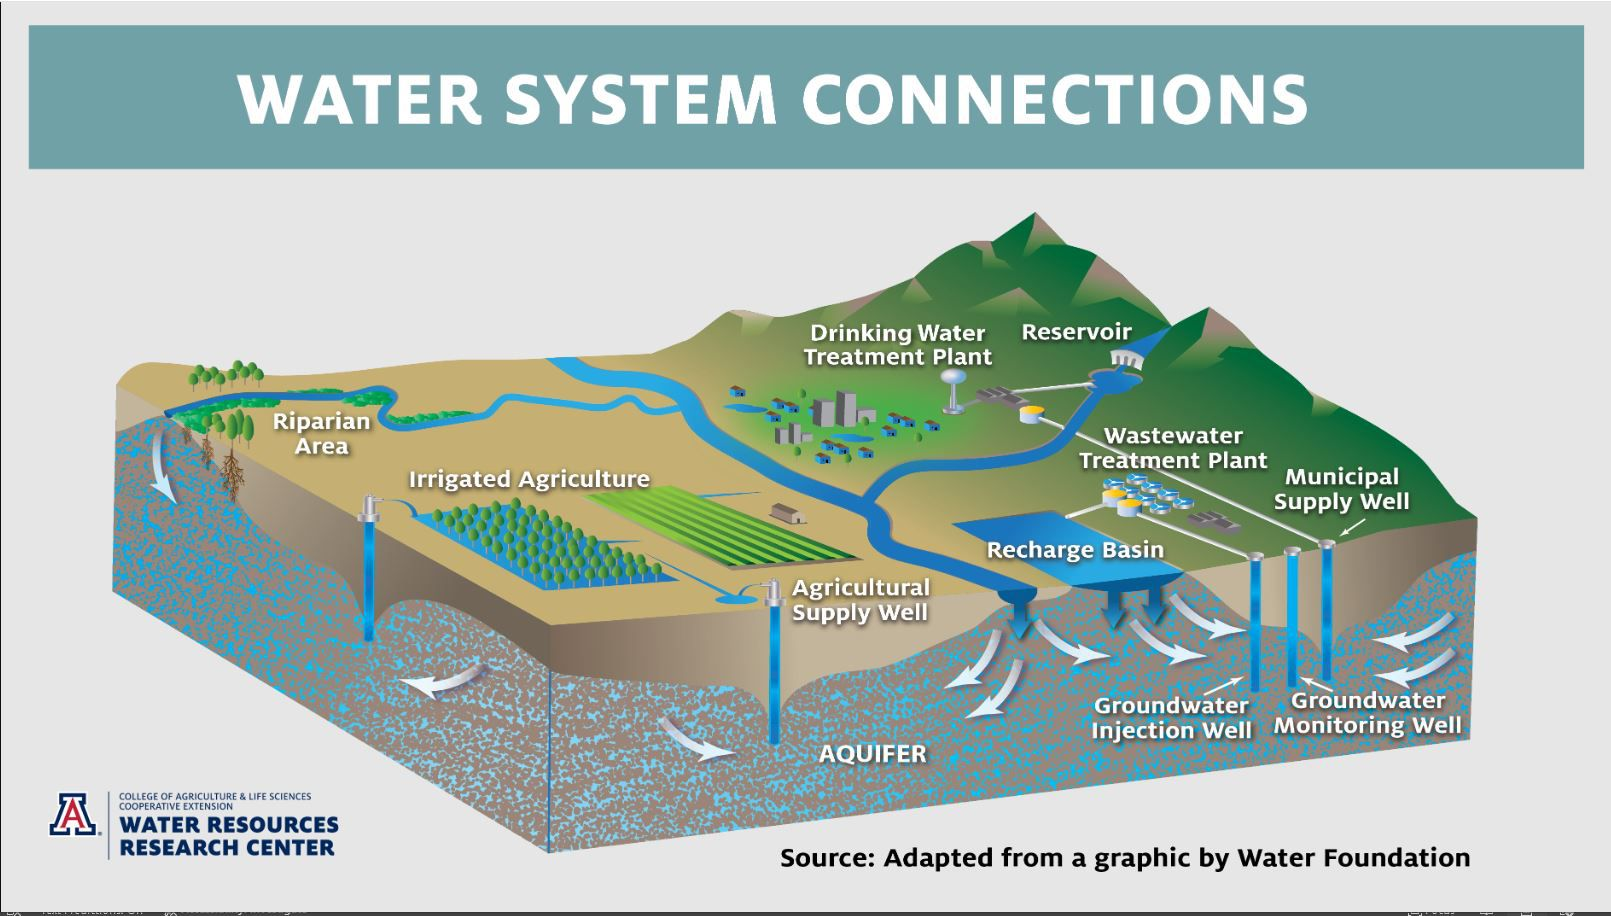 WATER SYSTEM CONNECTIONS
Drinking Water
Treatment Plant
Reservoir
Riparian
Area
Wastewater
Treatment Plant
Irrigated Agriculture
Municipal
Supply Well
Recharge Basin
Agricultural
Supply Well
Groundwater
Injection Well
Groundwater
Monitoring Well
AQUIFER
A
COLLEGE OF AGRICULTURE & LIFE SCIENCES
COOPERATIVE EXTENSION
WATER RESOURCES
RESEARCH CENTER
Source: Adapted from a graphic by Water Foundation